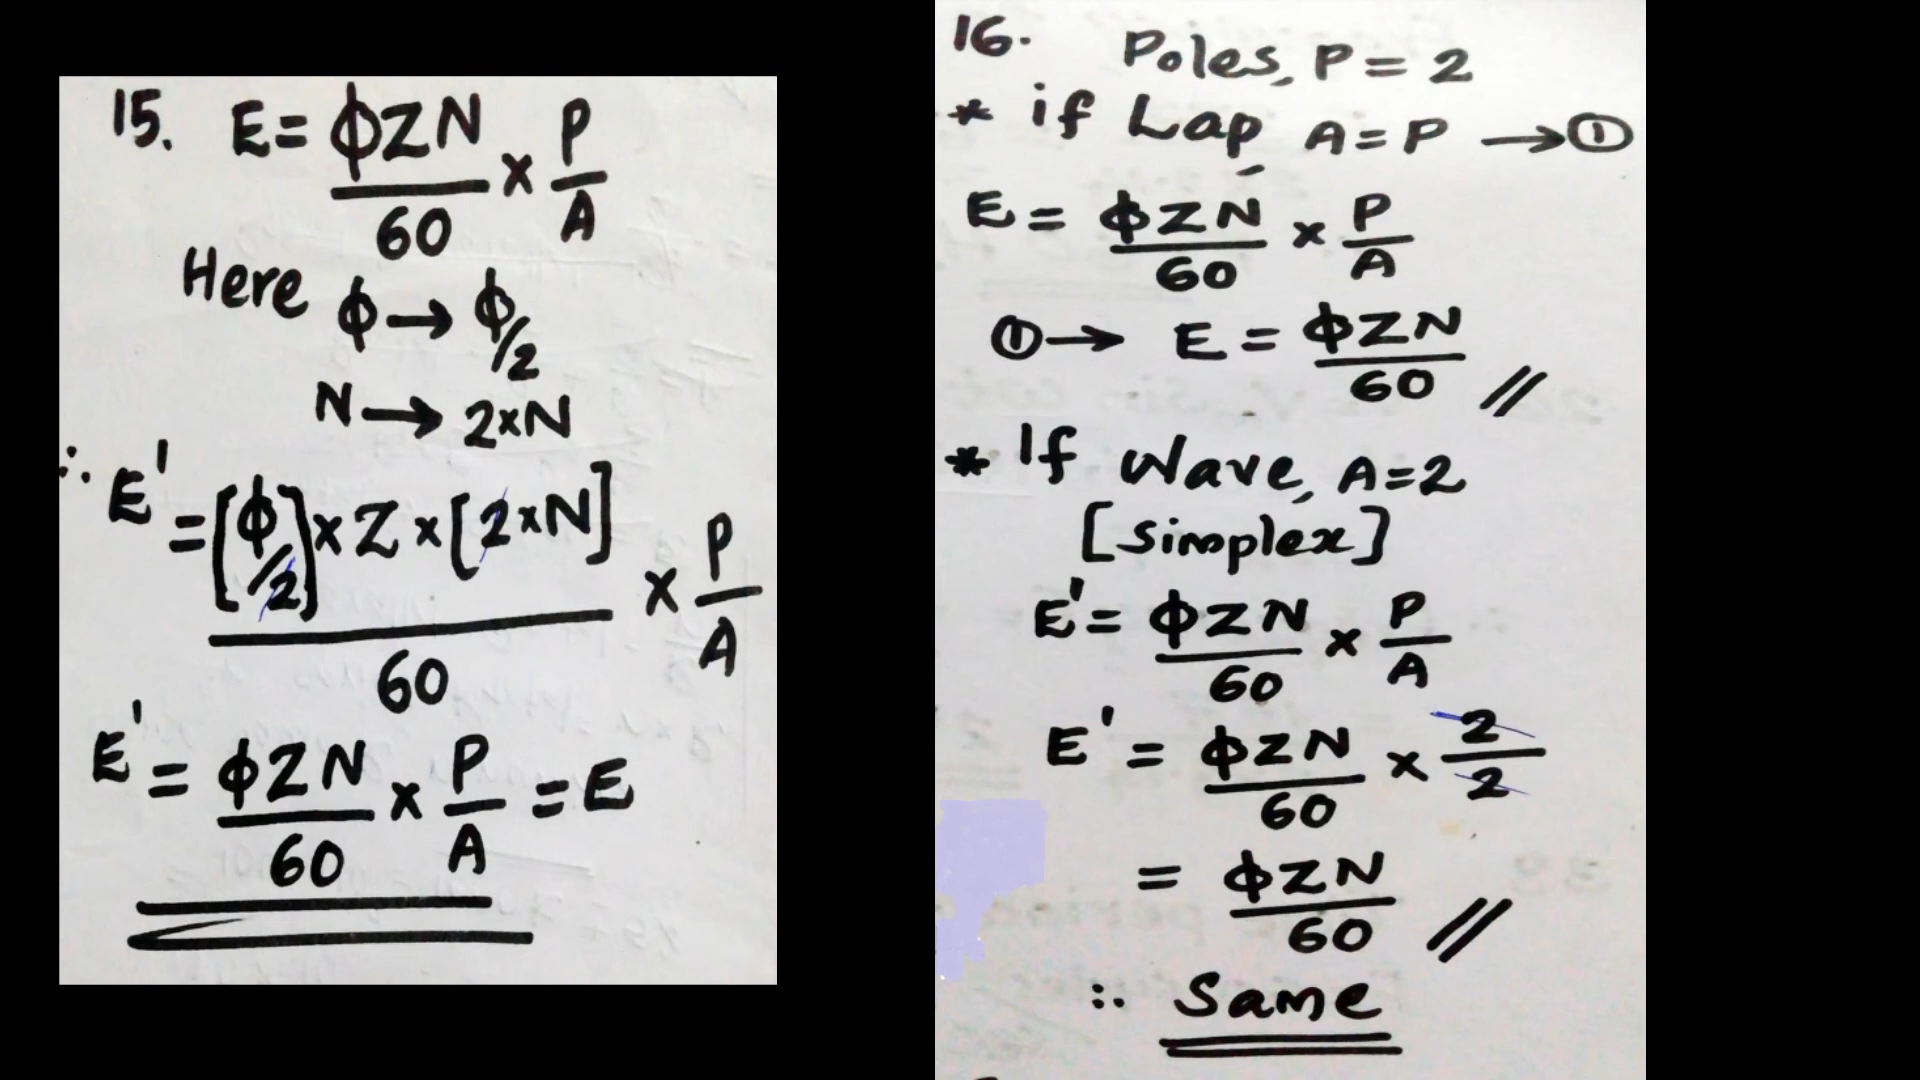 15. E = ϕZN/60 × P/A
Here ϕ → ϕ/2
N → 2×N
∴ E' = [ϕ/2] × Z × [2×N]/60 × P/A
E' = ϕZN/60 × P/A = E
16. Poles, P = 2
* if Lap, A = P → ①
E = ϕZN/60 × P/A
① → E = ϕZN/60 //
* If Wave, A = 2
[Simplex]
E' = ϕZN/60 × P/A
E' = ϕZN/60 × 2/2
= ϕZN/60 //
∴ Same